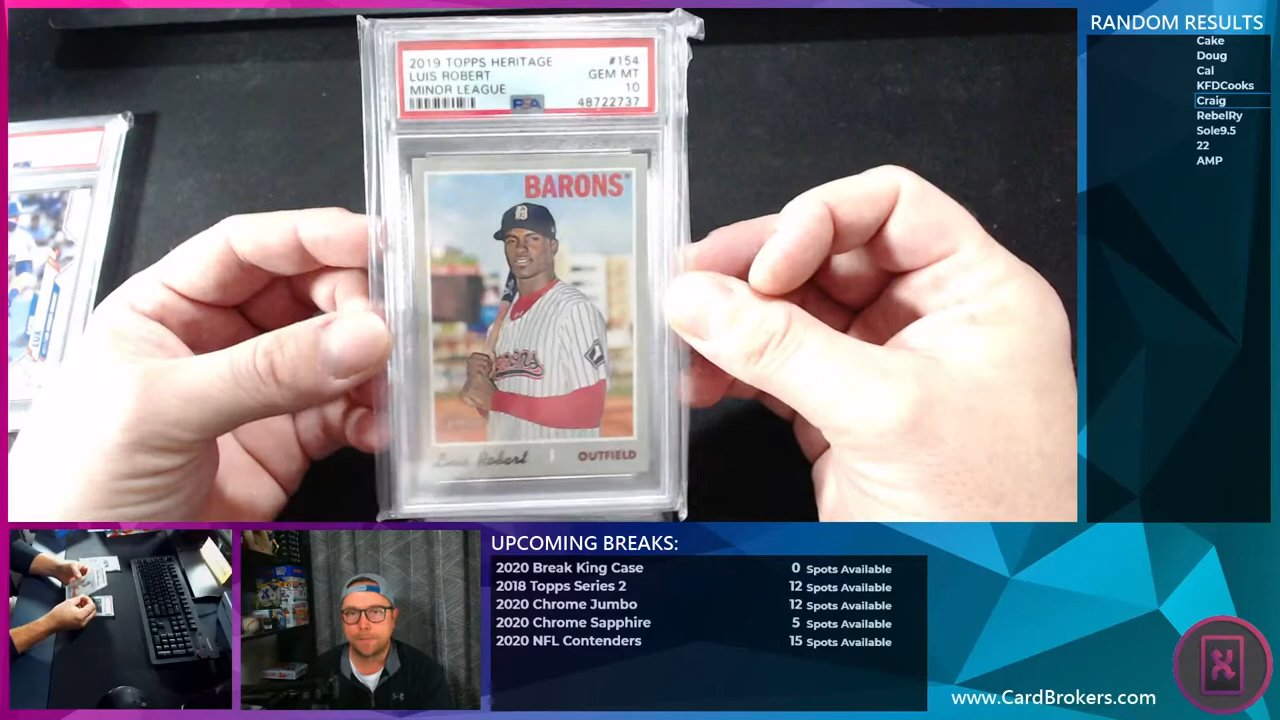 2019 TOPPS HERITAGE #154
LUIS ROBERT GEM MT
MINOR LEAGUE 10
PSA 48722737
BARONS
B
Luis Robert
OUTFIELD
RANDOM RESULTS
Cake
Doug
Cal
KFDCooks
Craig
RebelRy
Sole9.5
22
AMP
UPCOMING BREAKS:
2020 Break King Case 0 Spots Available
2018 Topps Series 2 12 Spots Available
2020 Chrome Jumbo 12 Spots Available
2020 Chrome Sapphire 5 Spots Available
2020 NFL Contenders 15 Spots Available
www.CardBrokers.com